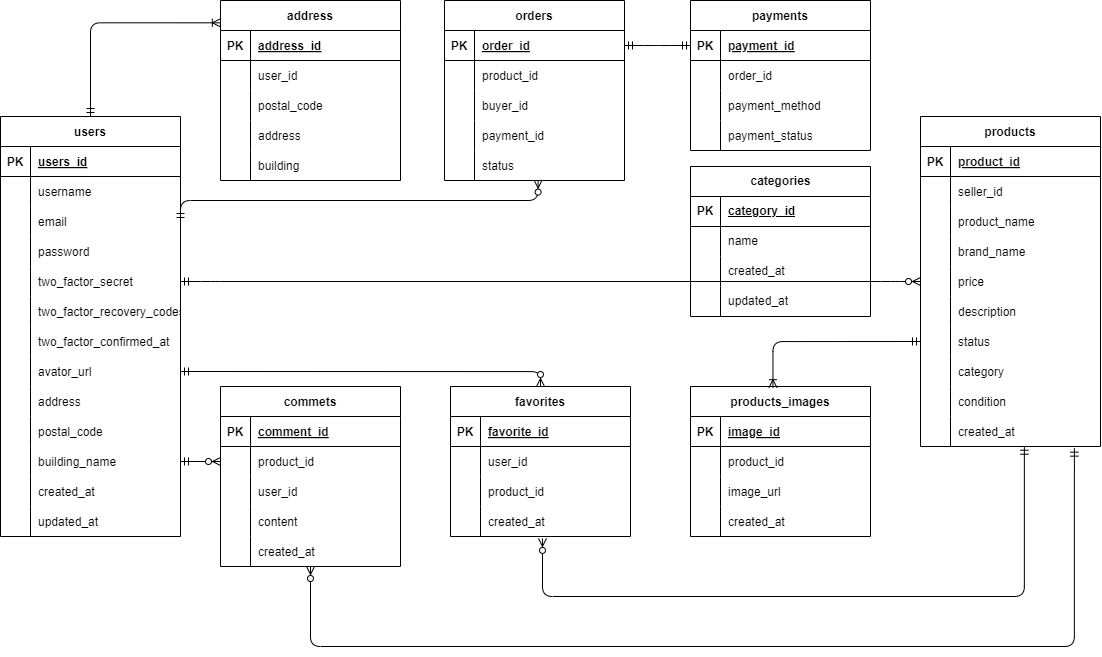 address
PK address_id
user_id
postal_code
address
building
orders
PK order_id
product_id
buyer_id
payment_id
status
payments
PK payment_id
order_id
payment_method
payment_status
users
PK users_id
username
email
password
two_factor_secret
two_factor_recovery_codes
two_factor_confirmed_at
avator_url
address
postal_code
building_name
created_at
updated_at
categories
PK category_id
name
created_at
updated_at
products
PK product_id
seller_id
product_name
brand_name
price
description
status
category
condition
created_at
commets
PK comment_id
product_id
user_id
content
created_at
favorites
PK favorite_id
user_id
product_id
created_at
products_images
PK image_id
product_id
image_url
created_at